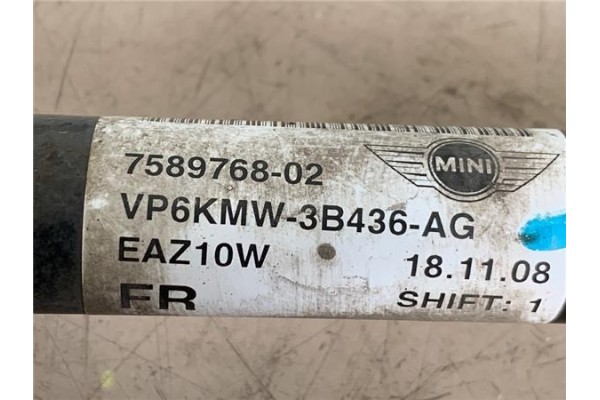 7589768-02
MINI
VP6KMW-3B436-AG
EAZ10W
18.11.08
FR
SHIFT: 1